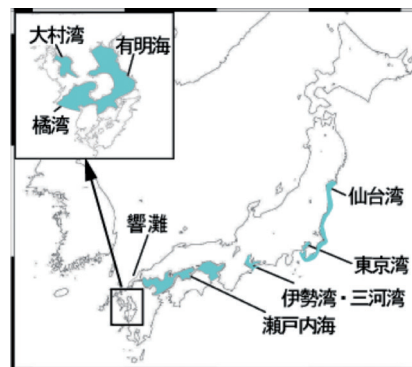 大村湾
有明海
橘湾
響灘
仙台湾
東京湾
伊勢湾・三河湾
瀬戸内海